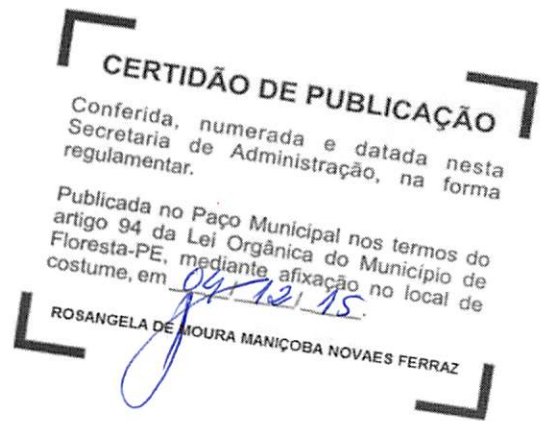 CERTIDÃO DE PUBLICAÇÃO
Conferida, numerada e datada nesta
Secretaria de Administração, na forma
regulamentar.
Publicada no Paço Municipal nos termos do
artigo 94 da Lei Orgânica do Município de
Floresta-PE, mediante afixação no local de
costume, em 04/12/15.
ROSANGELA DE MOURA MANIÇOBA NOVAES FERRAZ